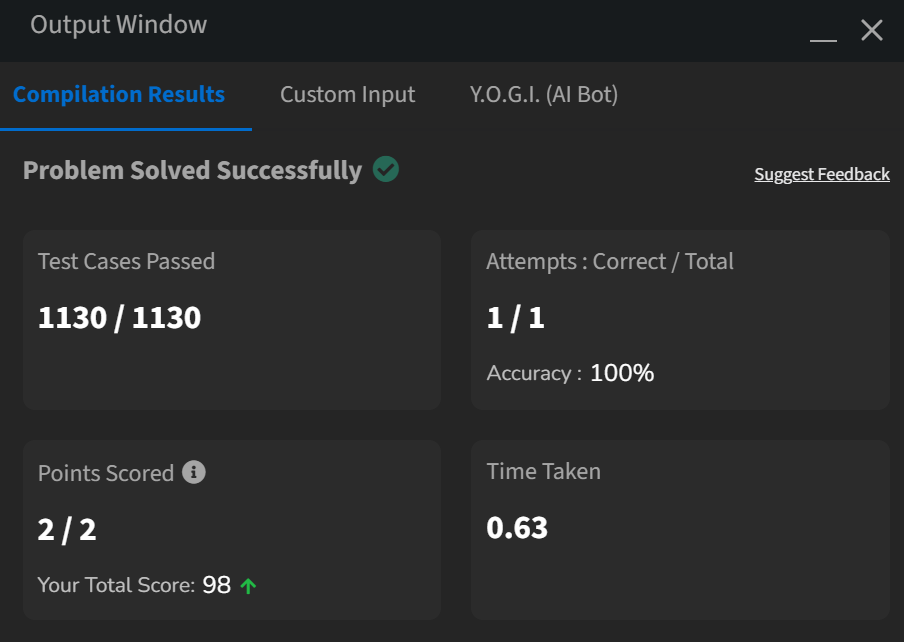 Output Window
Compilation Results
Custom Input
Y.O.G.I. (AI Bot)
Problem Solved Successfully
Suggest Feedback
Test Cases Passed
1130 / 1130
Attempts : Correct / Total
1 / 1
Accuracy : 100%
Points Scored
2 / 2
Your Total Score: 98
Time Taken
0.63